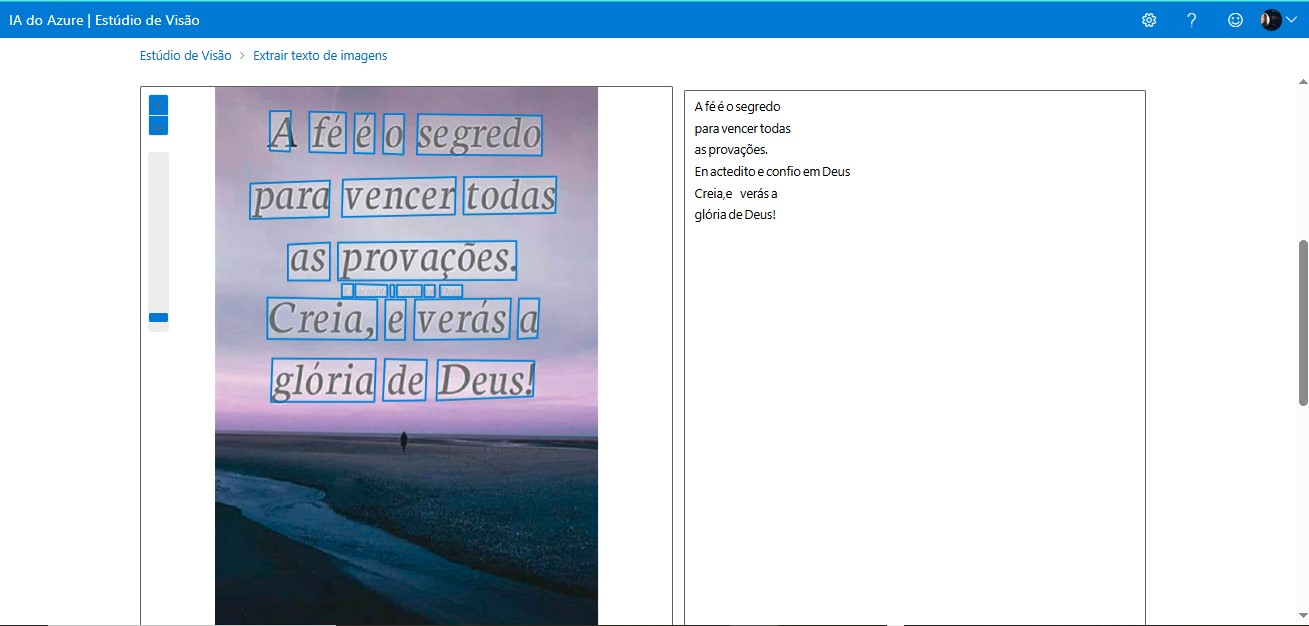 IA do Azure | Estúdio de Visão
Estúdio de Visão > Extrair texto de imagens
A fé é o segredo
para vencer todas
as provações.
Creia, e verás a
glória de Deus!
A fé é o segredo
para vencer todas
as provações.
En actedito e confio em Deus
Creia,e verás a
glória de Deus!